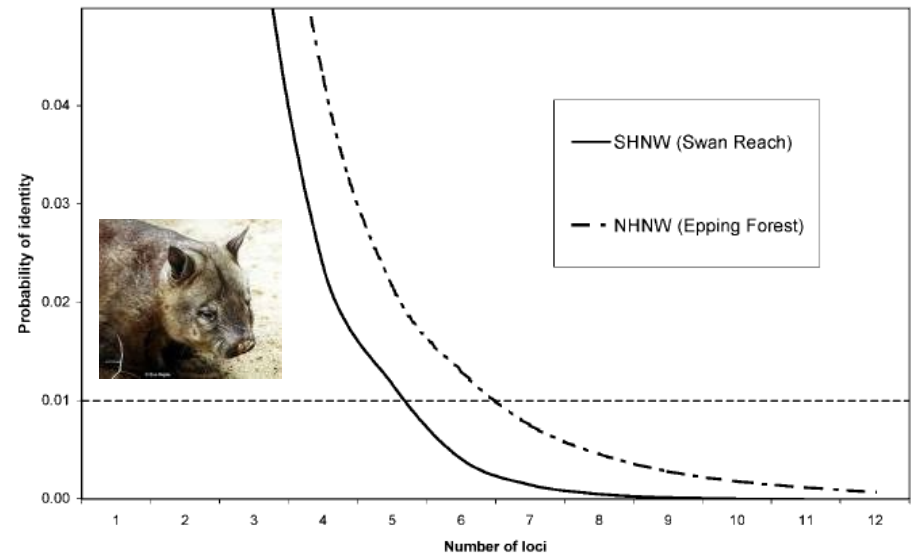 0.04
0.03
0.02
0.01
0.00
Probability of identity
SHNW (Swan Reach)
NHNW (Epping Forest)
1 2 3 4 5 6 7 8 9 10 11 12
Number of loci